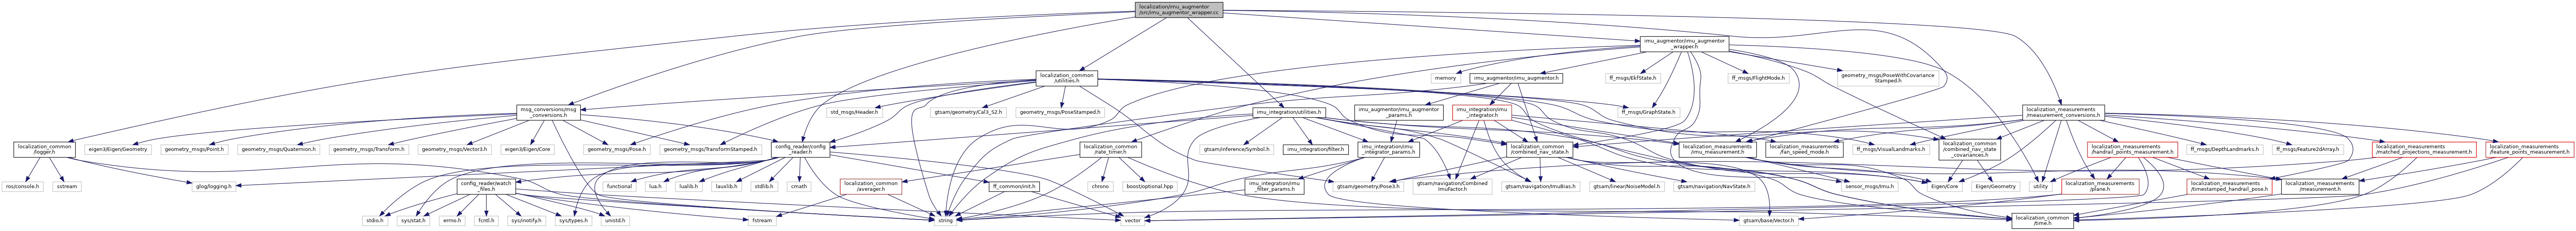 localization/imu_augmentor
/src/imu_augmentor_wrapper.cc
imu_augmentor/imu_augmentor
_wrapper.h
localization_common
/utilities.h
memory
imu_augmentor/imu_augmentor.h
ff_msgs/EkfState.h
ff_msgs/FlightMode.h
geometry_msgs/PoseWithCovariance
Stamped.h
msg_conversions/msg
_conversions.h
std_msgs/Header.h
gtsam/geometry/Cal3_S2.h
geometry_msgs/PoseStamped.h
imu_integration/utilities.h
imu_augmentor/imu_augmentor
_params.h
imu_integration/imu
_integrator.h
ff_msgs/GraphState.h
localization_measurements
/measurement_conversions.h
localization_common
/logger.h
eigen3/Eigen/Geometry
geometry_msgs/Point.h
geometry_msgs/Quaternion.h
geometry_msgs/Transform.h
geometry_msgs/Vector3.h
eigen3/Eigen/Core
geometry_msgs/Pose.h
geometry_msgs/TransformStamped.h
config_reader/config
_reader.h
localization_common
/rate_timer.h
gtsam/inference/Symbol.h
imu_integration/filter.h
imu_integration/imu
_integrator_params.h
localization_common
/combined_nav_state.h
localization_measurements
/imu_measurement.h
localization_measurements
/fan_speed_mode.h
ff_msgs/VisualLandmarks.h
localization_common
/combined_nav_state
_covariances.h
localization_measurements
/handrail_points_measurement.h
ff_msgs/DepthLandmarks.h
ff_msgs/Feature2dArray.h
localization_measurements
/matched_projections_measurement.h
localization_measurements
/feature_points_measurement.h
ros/console.h
sstream
glog/logging.h
config_reader/watch
_files.h
functional
lua.h
lualib.h
lauxlib.h
stdlib.h
cmath
localization_common
/averager.h
ff_common/init.h
chrono
boost/optional.hpp
imu_integration/imu
_filter_params.h
gtsam/geometry/Pose3.h
gtsam/navigation/Combined
ImuFactor.h
gtsam/navigation/ImuBias.h
gtsam/linear/NoiseModel.h
gtsam/navigation/NavState.h
sensor_msgs/Imu.h
Eigen/Core
Eigen/Geometry
utility
localization_measurements
/plane.h
localization_measurements
/timestamped_handrail_pose.h
localization_measurements
/measurement.h
stdio.h
sys/stat.h
errno.h
fcntl.h
sys/inotify.h
sys/types.h
unistd.h
fstream
string
vector
gtsam/base/Vector.h
localization_common
/time.h